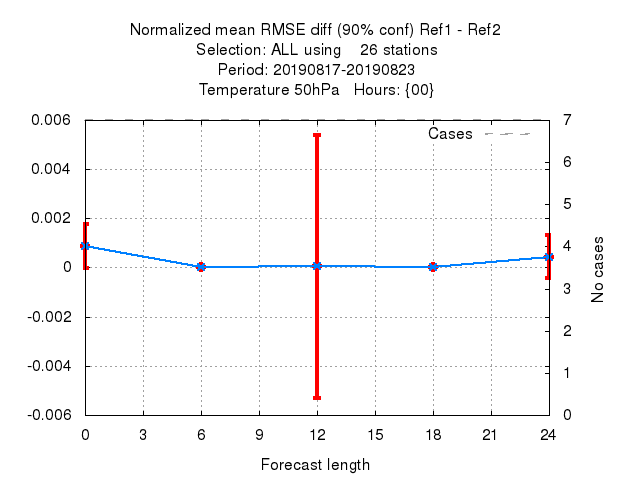 Normalized mean RMSE diff (90% conf) Ref1 - Ref2
Selection: ALL using    26 stations
Period: 20190817-20190823
Temperature 50hPa   Hours: {00}
Cases
0.006
0.004
0.002
0
-0.002
-0.004
-0.006
7
6
5
4
3
2
1
0
No cases
0 3 6 9 12 15 18 21 24
Forecast length